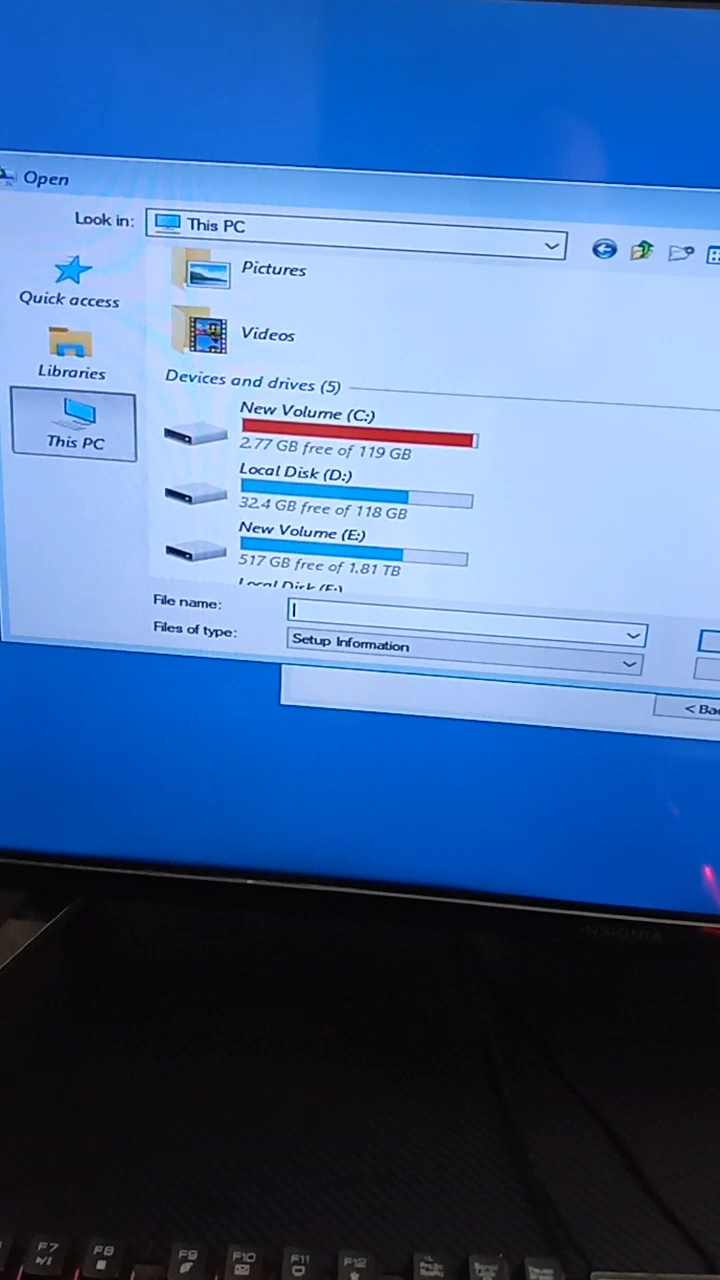 Open
Look in:
This PC
Quick access
Libraries
This PC
Pictures
Videos
Devices and drives (5)
New Volume (C:)
2.77 GB free of 119 GB
Local Disk (D:)
32.4 GB free of 118 GB
New Volume (E:)
517 GB free of 1.81 TB
Local Disk (F:)
File name:
Files of type:
Setup Information
< Bac
INSIGNIA
F7
F8
F9
F10
F11
F12